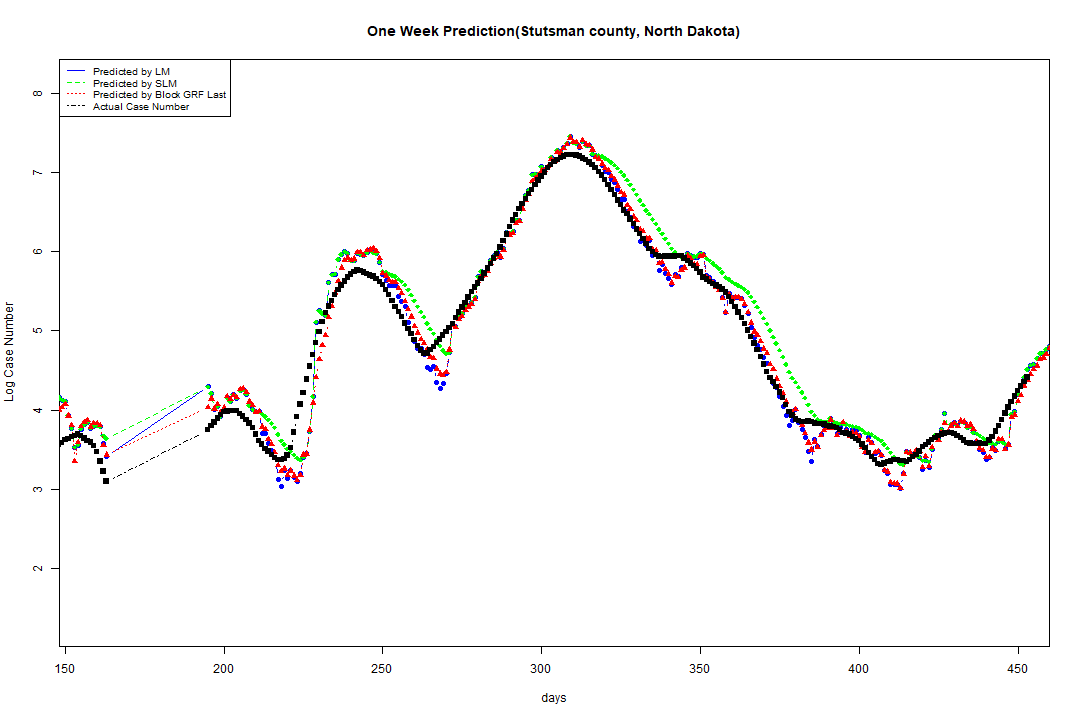 One Week Prediction(Stutsman county, North Dakota)
Predicted by LM
Predicted by SLM
Predicted by Block GRF Last
Actual Case Number
8
7
6
5
4
3
2
Log Case Number
150 200 250 300 350 400 450
days